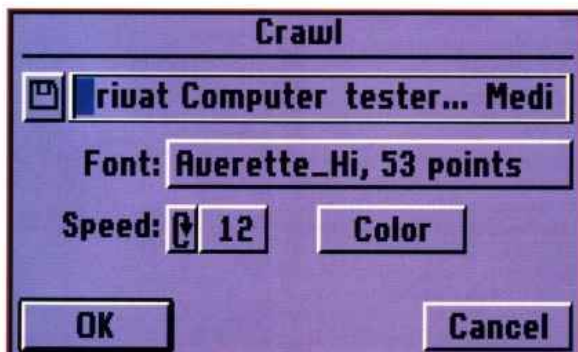 Crawl
rivat Computer tester... Medi
Font: Averette_Hi, 53 points
Speed: 12 Color
OK Cancel